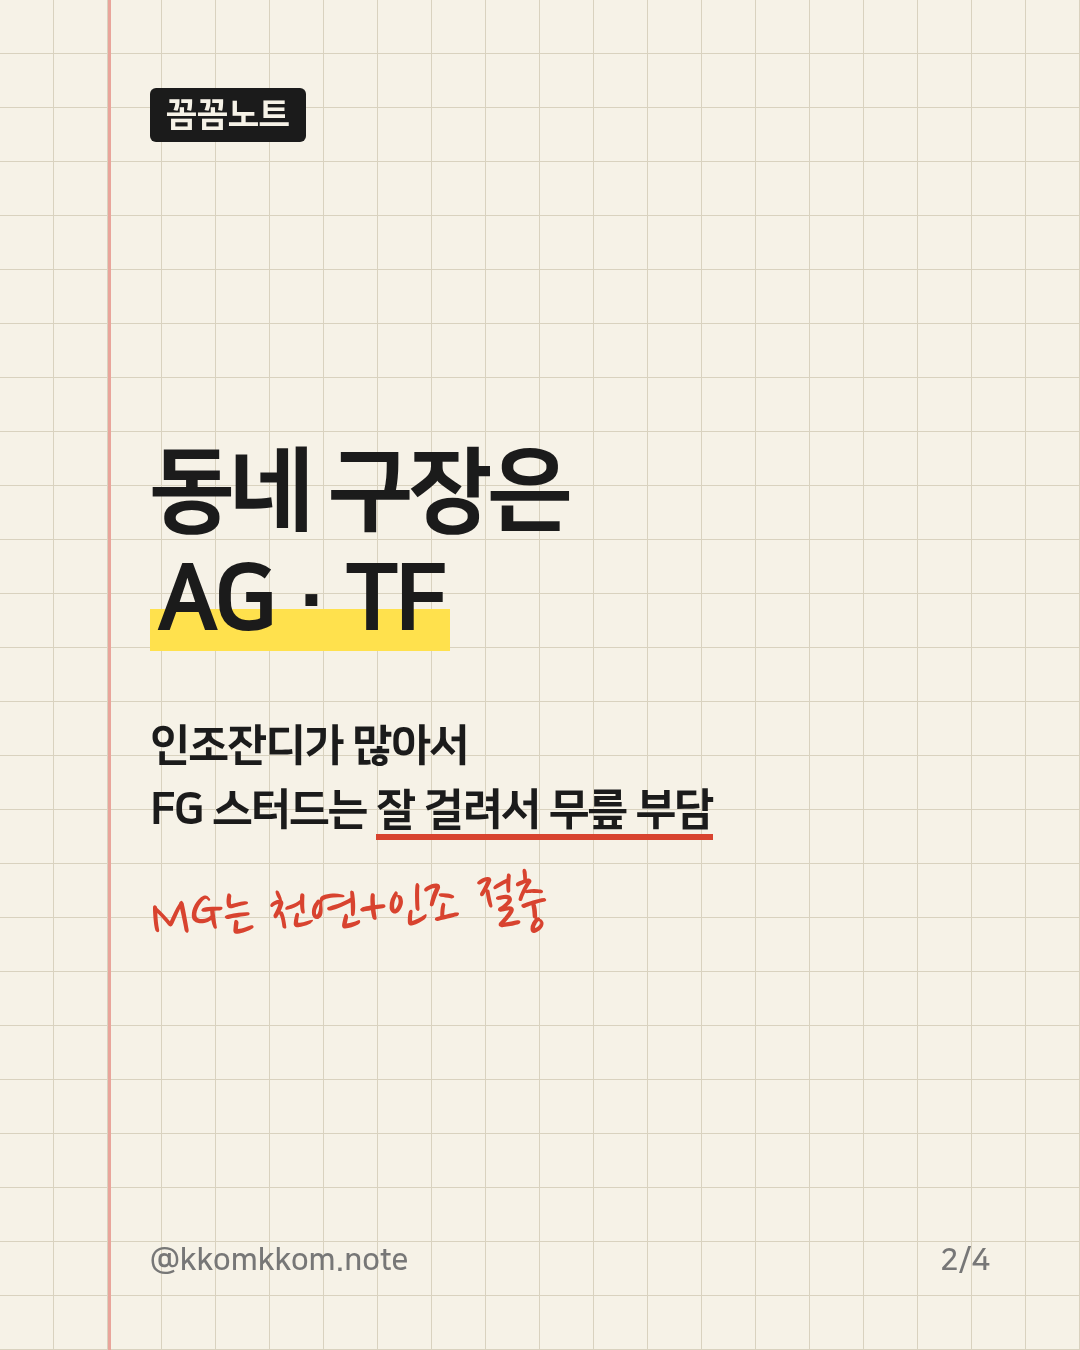 꼼꼼노트
동네 구장은
AG · TF
인조잔디가 많아서
FG 스터드는 잘 걸려서 무릎 부담
MG는 천연+인조 절충
@kkomkkom.note
2/4